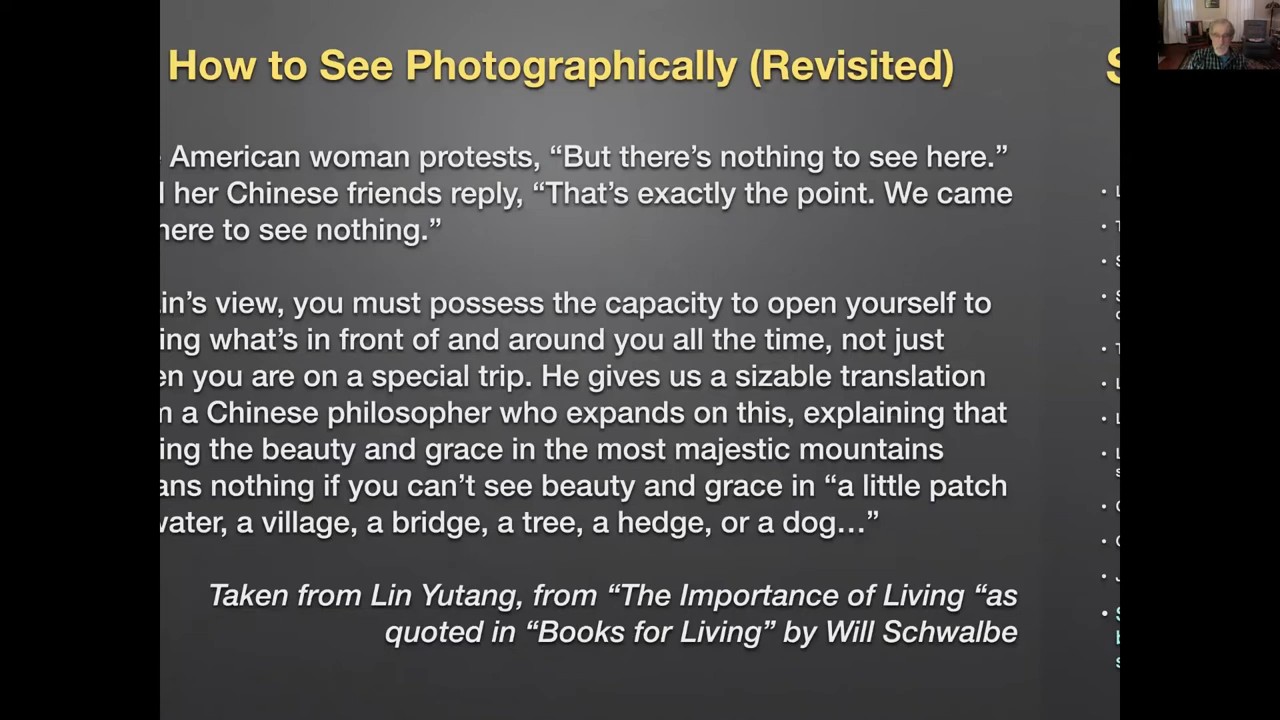 How to See Photographically (Revisited)
American woman protests, “But there’s nothing to see here.”
her Chinese friends reply, “That’s exactly the point. We came
here to see nothing.”
view, you must possess the capacity to open yourself to
what’s in front of and around you all the time, not just
you are on a special trip. He gives us a sizable translation
a Chinese philosopher who expands on this, explaining that
the beauty and grace in the most majestic mountains
nothing if you can’t see beauty and grace in “a little patch
water, a village, a bridge, a tree, a hedge, or a dog…”
Taken from Lin Yutang, from “The Importance of Living “as
quoted in “Books for Living” by Will Schwalbe